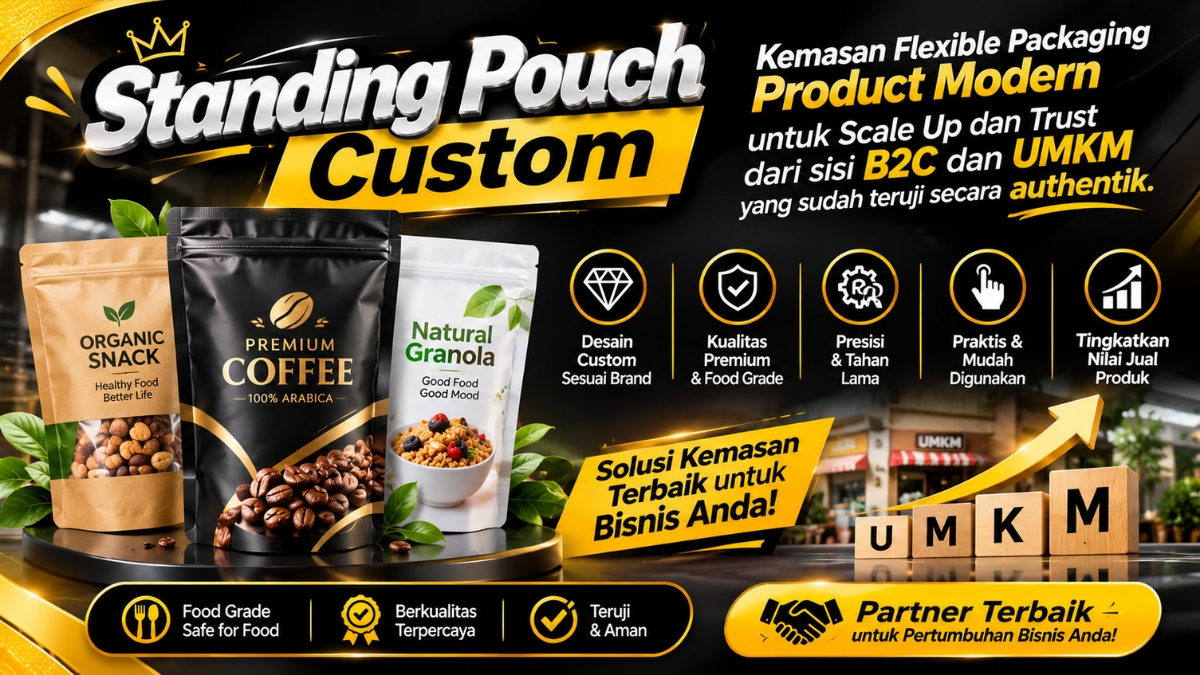 Standing Pouch
Custom
Kemasan Flexible Packaging
Product Modern
untuk Scale Up dan Trust
dari sisi B2C dan UMKM
yang sudah teruji secara authentik.
ORGANIC
SNACK
Healthy Food
Better Life
PREMIUM
COFFEE
100% ARABICA
Natural
Granola
Good Food
Good Mood
Desain
Custom
Sesuai Brand
Kualitas
Premium
& Food Grade
Presisi
& Tahan
Lama
Praktis &
Mudah
Digunakan
Tingkatkan
Nilai Jual
Produk
Solusi Kemasan
Terbaik untuk
Bisnis Anda!
UMKM
U M K M
Food Grade
Safe for Food
Berkualitas
Terpercaya
Teruji
& Aman
Partner Terbaik
untuk Pertumbuhan Bisnis Anda!